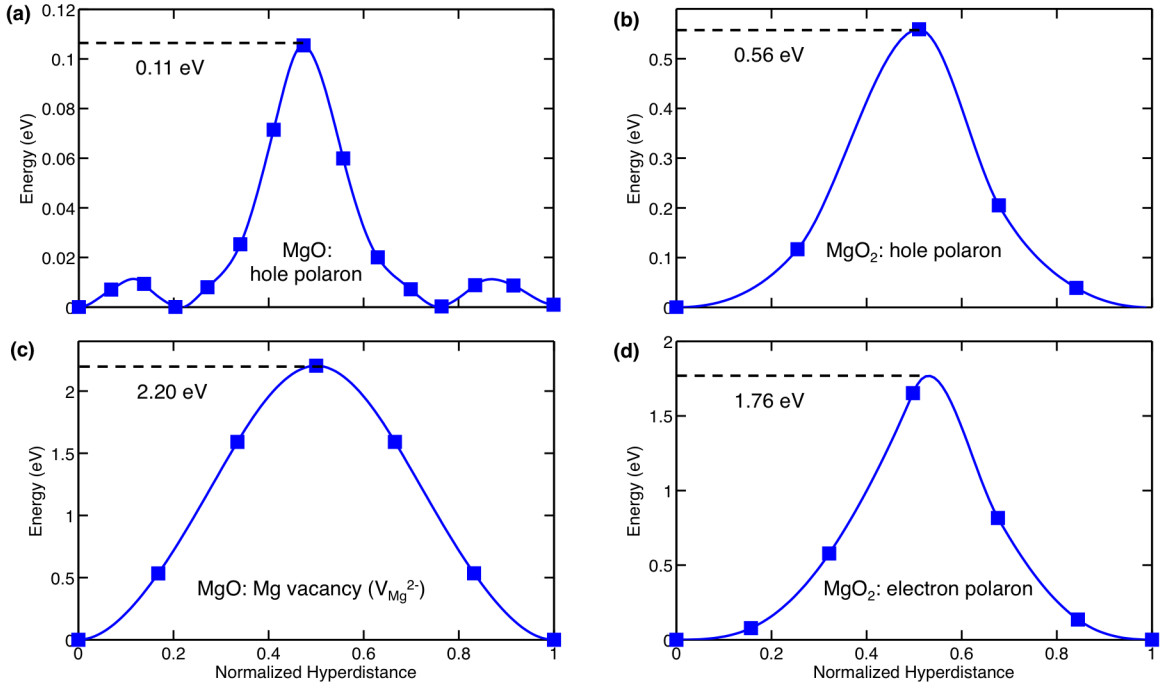 (a)
0.12
0.1
0.08
0.06
0.04
0.02
0
Energy (eV)
0.11 eV
MgO:
hole polaron
(b)
0.5
0.4
0.3
0.2
0.1
0
Energy (eV)
0.56 eV
MgO₂: hole polaron
(c)
2
1.5
1
0.5
0
Energy (eV)
2.20 eV
MgO: Mg vacancy (V_Mg²⁻)
0 0.2 0.4 0.6 0.8 1
Normalized Hyperdistance
(d)
2
1.5
1
0.5
0
Energy (eV)
1.76 eV
MgO₂: electron polaron
0 0.2 0.4 0.6 0.8 1
Normalized Hyperdistance